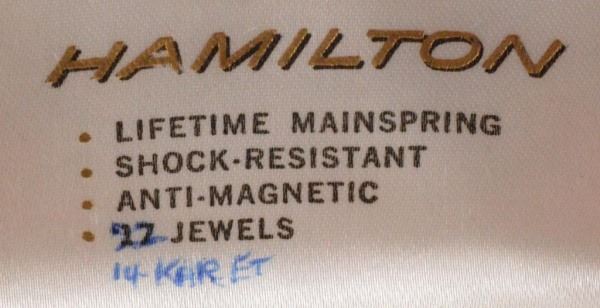 HAMILTON
• LIFETIME MAINSPRING
• SHOCK-RESISTANT
• ANTI-MAGNETIC
• 22 JEWELS
14 KARET